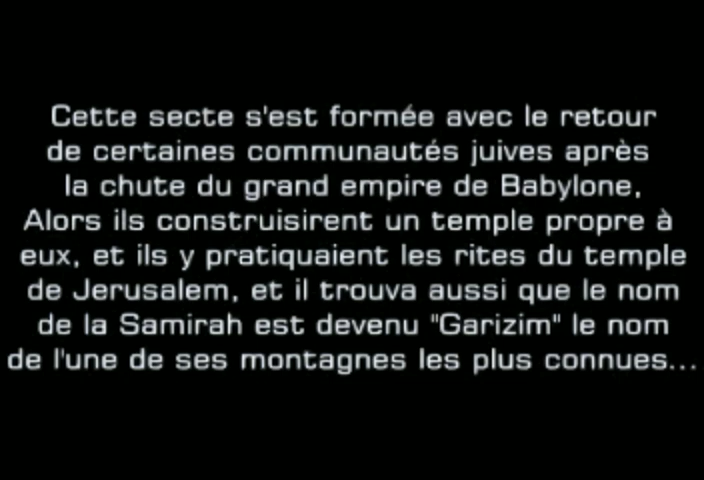 Cette secte s'est formée avec le retour
de certaines communautés juives après
la chute du grand empire de Babylone,
Alors ils construisirent un temple propre à
eux, et ils y pratiquaient les rites du temple
de Jerusalem, et il trouva aussi que le nom
de la Samirah est devenu "Garizim" le nom
de l'une de ses montagnes les plus connues...